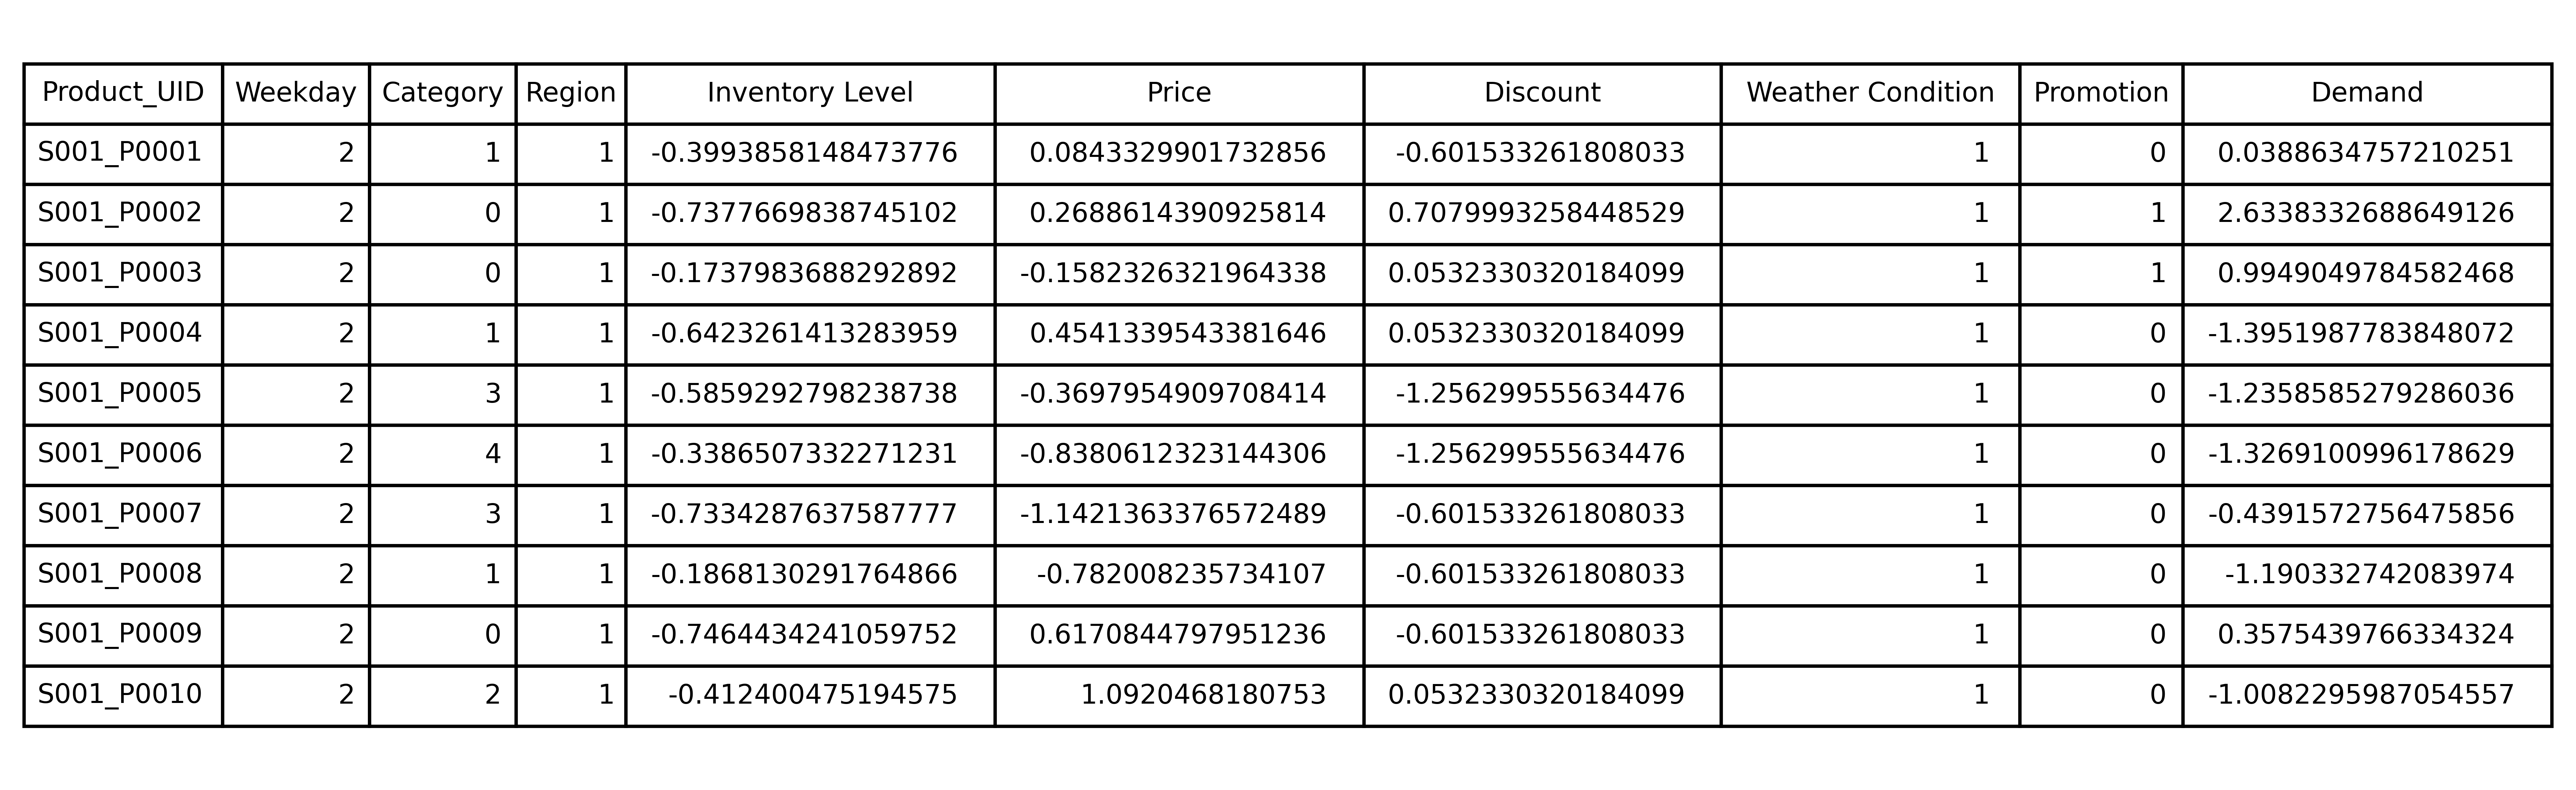 Product_UID Weekday Category Region Inventory Level Price Discount Weather Condition Promotion Demand
S001_P0001 2 1 1 -0.3993858148473776 0.0843329901732856 -0.601533261808033 1 0 0.0388634757210251
S001_P0002 2 0 1 -0.7377669838745102 0.2688614390925814 0.7079993258448529 1 1 2.6338332688649126
S001_P0003 2 0 1 -0.1737983688292892 -0.1582326321964338 0.0532330320184099 1 1 0.9949049784582468
S001_P0004 2 1 1 -0.6423261413283959 0.4541339543381646 0.0532330320184099 1 0 -1.3951987783848072
S001_P0005 2 3 1 -0.5859292798238738 -0.3697954909708414 -1.256299555634476 1 0 -1.2358585279286036
S001_P0006 2 4 1 -0.3386507332271231 -0.8380612323144306 -1.256299555634476 1 0 -1.3269100996178629
S001_P0007 2 3 1 -0.7334287637587777 -1.1421363376572489 -0.601533261808033 1 0 -0.4391572756475856
S001_P0008 2 1 1 -0.1868130291764866 -0.782008235734107 -0.601533261808033 1 0 -1.190332742083974
S001_P0009 2 0 1 -0.7464434241059752 0.6170844797951236 -0.601533261808033 1 0 0.3575439766334324
S001_P0010 2 2 1 -0.412400475194575 1.0920468180753 0.0532330320184099 1 0 -1.0082295987054557